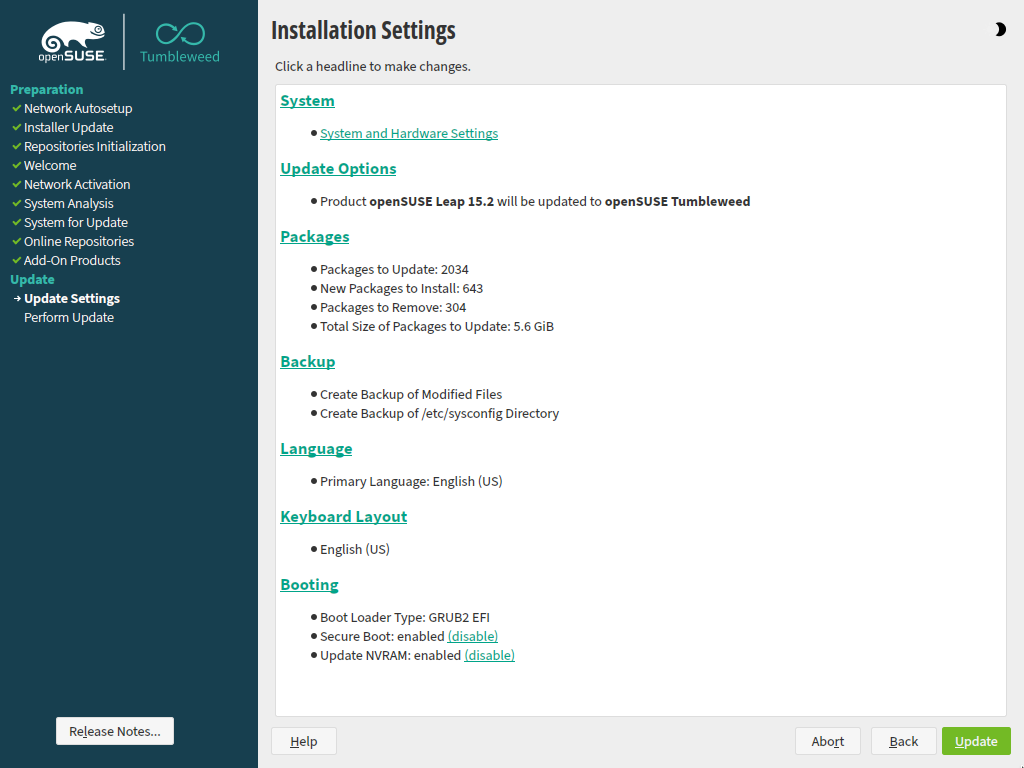 openSUSE.
Tumbleweed
Preparation
Network Autosetup
Installer Update
Repositories Initialization
Welcome
Network Activation
System Analysis
System for Update
Online Repositories
Add-On Products
Update
Update Settings
Perform Update
Release Notes...
Installation Settings
Click a headline to make changes.
System
System and Hardware Settings
Update Options
Product openSUSE Leap 15.2 will be updated to openSUSE Tumbleweed
Packages
Packages to Update: 2034
New Packages to Install: 643
Packages to Remove: 304
Total Size of Packages to Update: 5.6 GiB
Backup
Create Backup of Modified Files
Create Backup of /etc/sysconfig Directory
Language
Primary Language: English (US)
Keyboard Layout
English (US)
Booting
Boot Loader Type: GRUB2 EFI
Secure Boot: enabled (disable)
Update NVRAM: enabled (disable)
Help
Abort
Back
Update